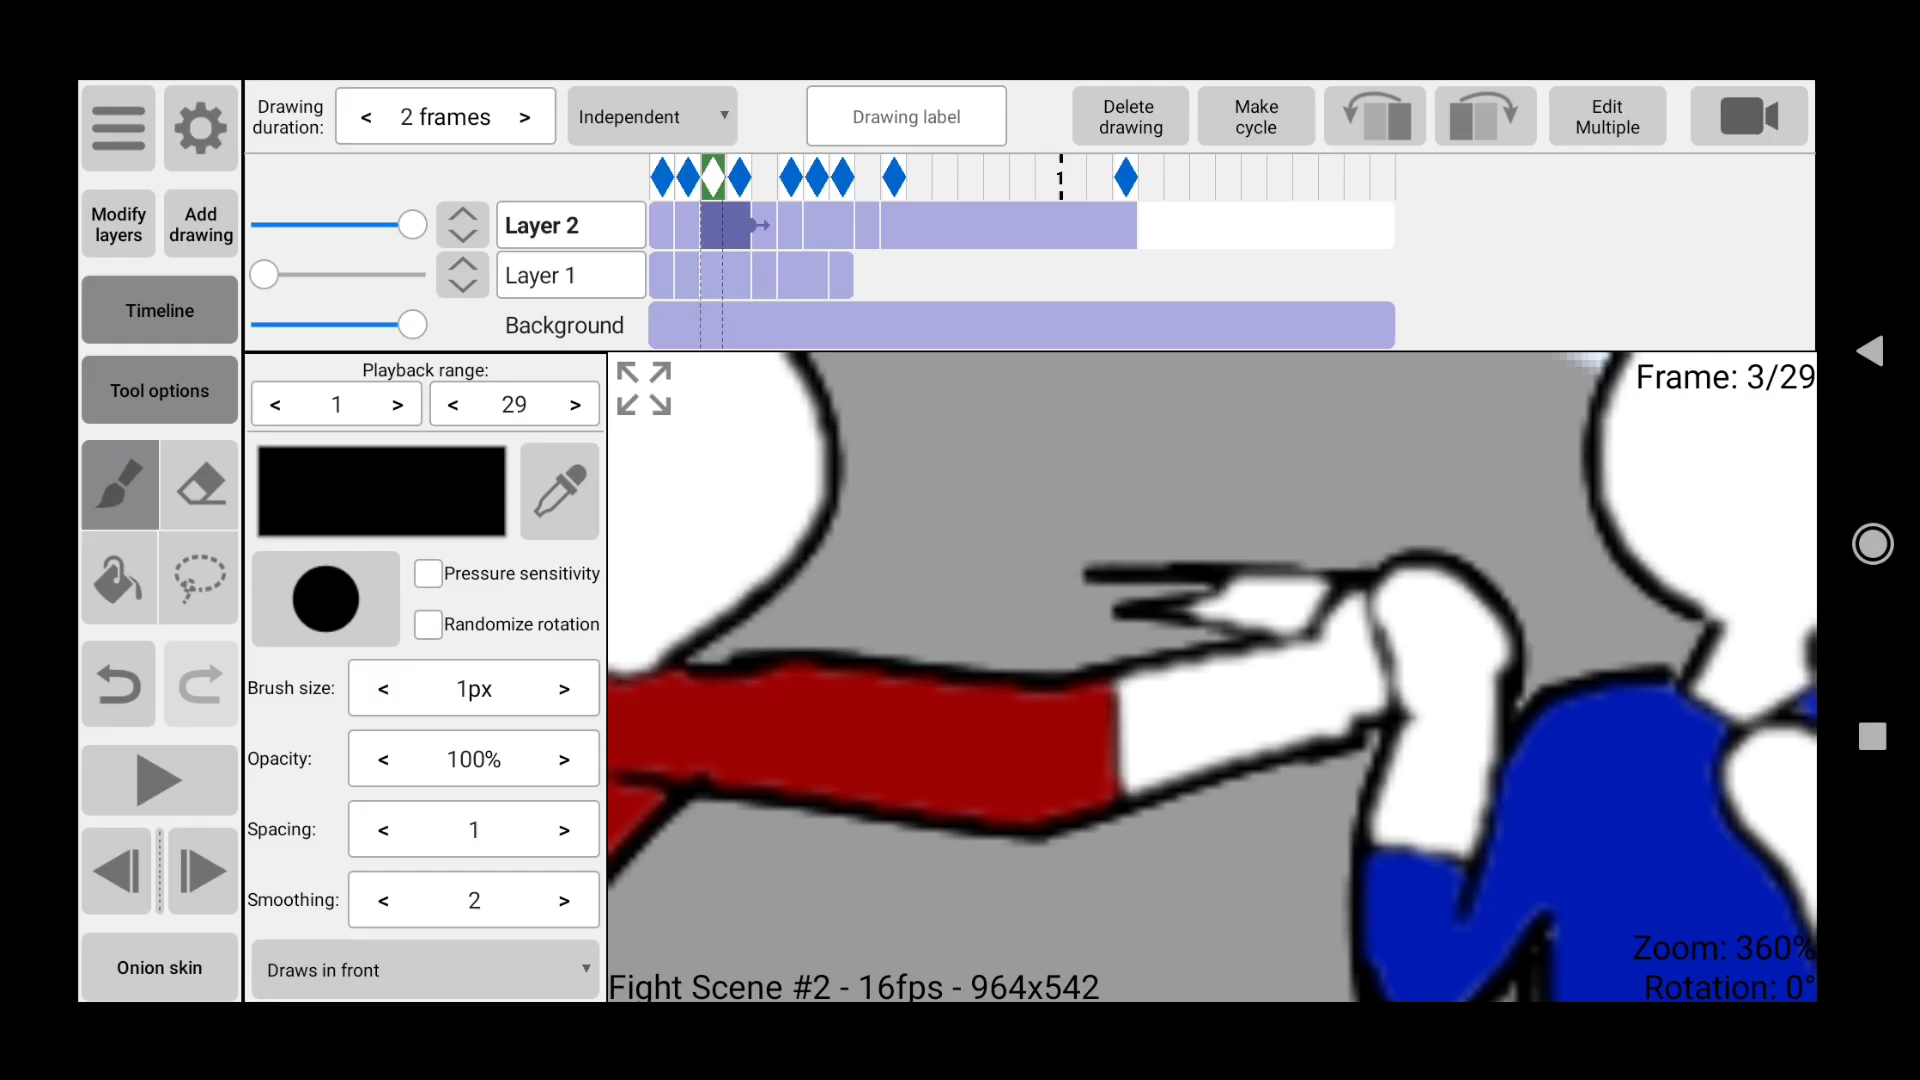 Drawing
duration:
< 2 frames >
Independent
Drawing label
Delete
drawing
Make
cycle
Edit
Multiple
Modify
layers
Add
drawing
1
Layer 2
Layer 1
Background
Timeline
Tool options
Playback range:
< 1 >
< 29 >
Frame: 3/29
Pressure sensitivity
Randomize rotation
Brush size:
< 1px >
Opacity:
< 100% >
Spacing:
< 1 >
Smoothing:
< 2 >
Onion skin
Draws in front
Fight Scene #2 - 16fps - 964x542
Zoom: 360%
Rotation: 0°